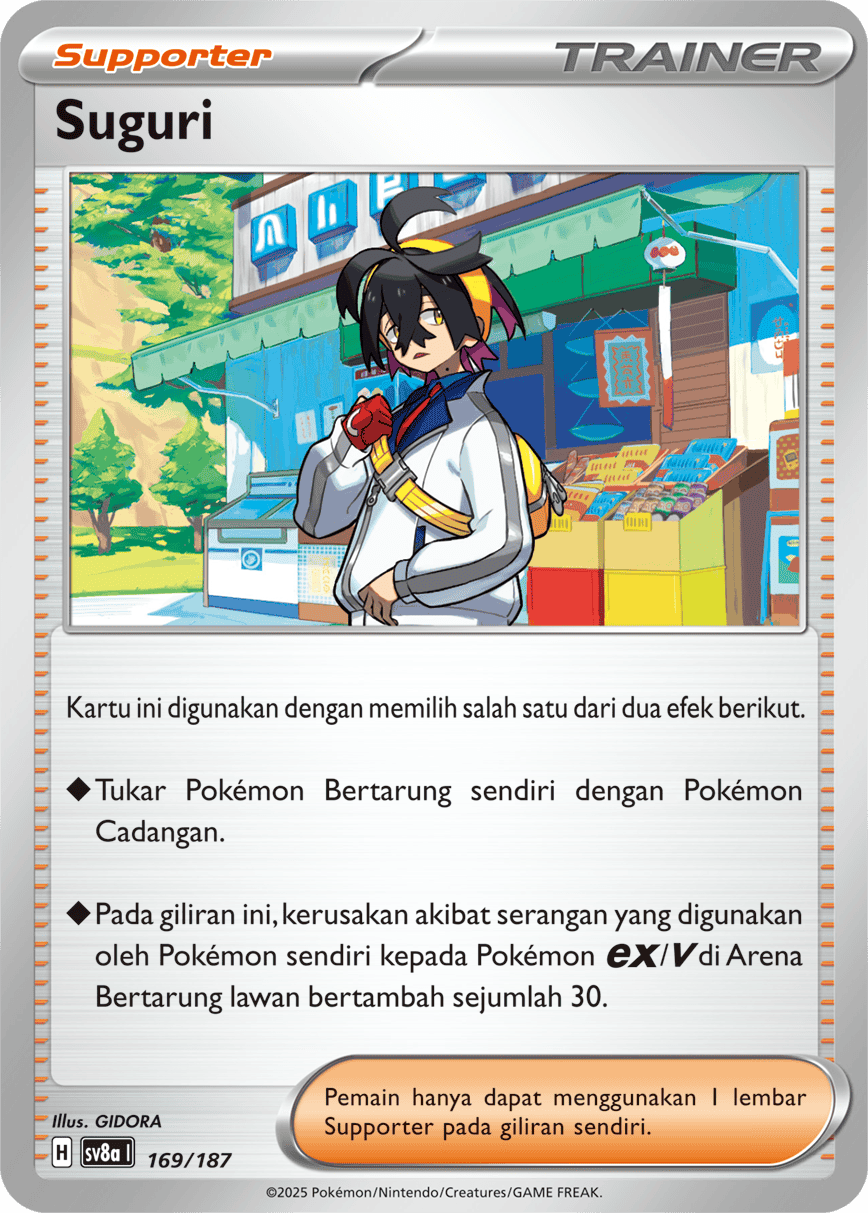 Supporter TRAINER
Suguri
Kartu ini digunakan dengan memilih salah satu dari dua efek berikut.
◆Tukar Pokémon Bertarung sendiri dengan Pokémon
Cadangan.
◆Pada giliran ini, kerusakan akibat serangan yang digunakan
oleh Pokémon sendiri kepada Pokémon ex/V di Arena
Bertarung lawan bertambah sejumlah 30.
Pemain hanya dapat menggunakan 1 lembar
Supporter pada giliran sendiri.
Illus. GIDORA
H sv8a I 169/187
©2025 Pokémon/Nintendo/Creatures/GAME FREAK.